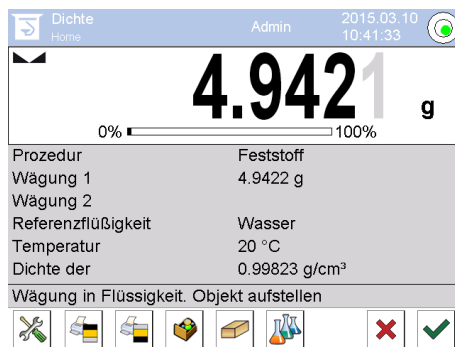 Dichte
Home
Admin
2015.03.10
10:41:33
4.9421 g
0% 100%
Prozedur Feststoff
Wägung 1 4.9422 g
Wägung 2
Referenzflüßigkeit Wasser
Temperatur 20 °C
Dichte der 0.99823 g/cm³
Wägung in Flüssigkeit. Objekt aufstellen